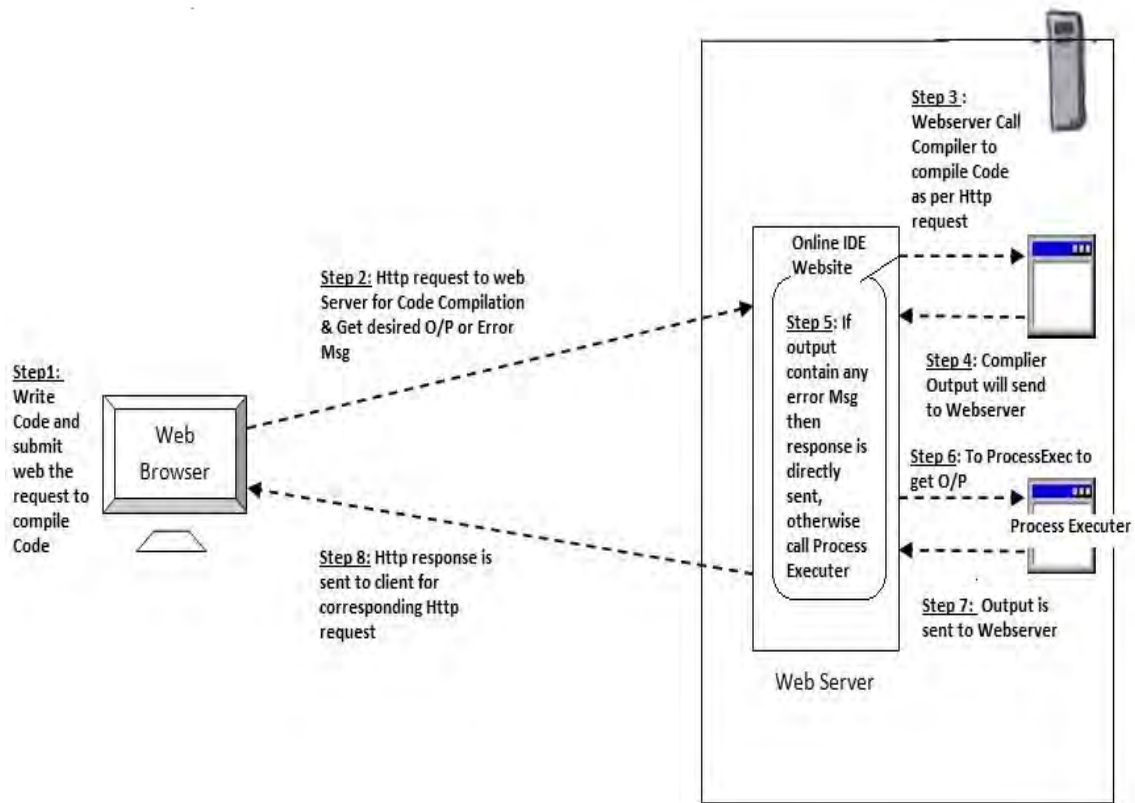 Step1:
Write
Code and
submit
web the
request to
compile
Code
Web
Browser
Step 2: Http request to web
Server for Code Compilation
& Get desired O/P or Error
Msg
Step 3 :
Webserver Call
Compiler to
compile Code
as per Http
request
Online IDE
Website
Step 4: Complier
Output will send
to Webserver
Step 5: If
output
contain any
error Msg
then
response is
directly
sent,
otherwise
call Process
Executer
Step 6: To ProcessExec to
get O/P
Process Executer
Step 7: Output is
sent to Webserver
Step 8: Http response is
sent to client for
corresponding Http
request
Web Server